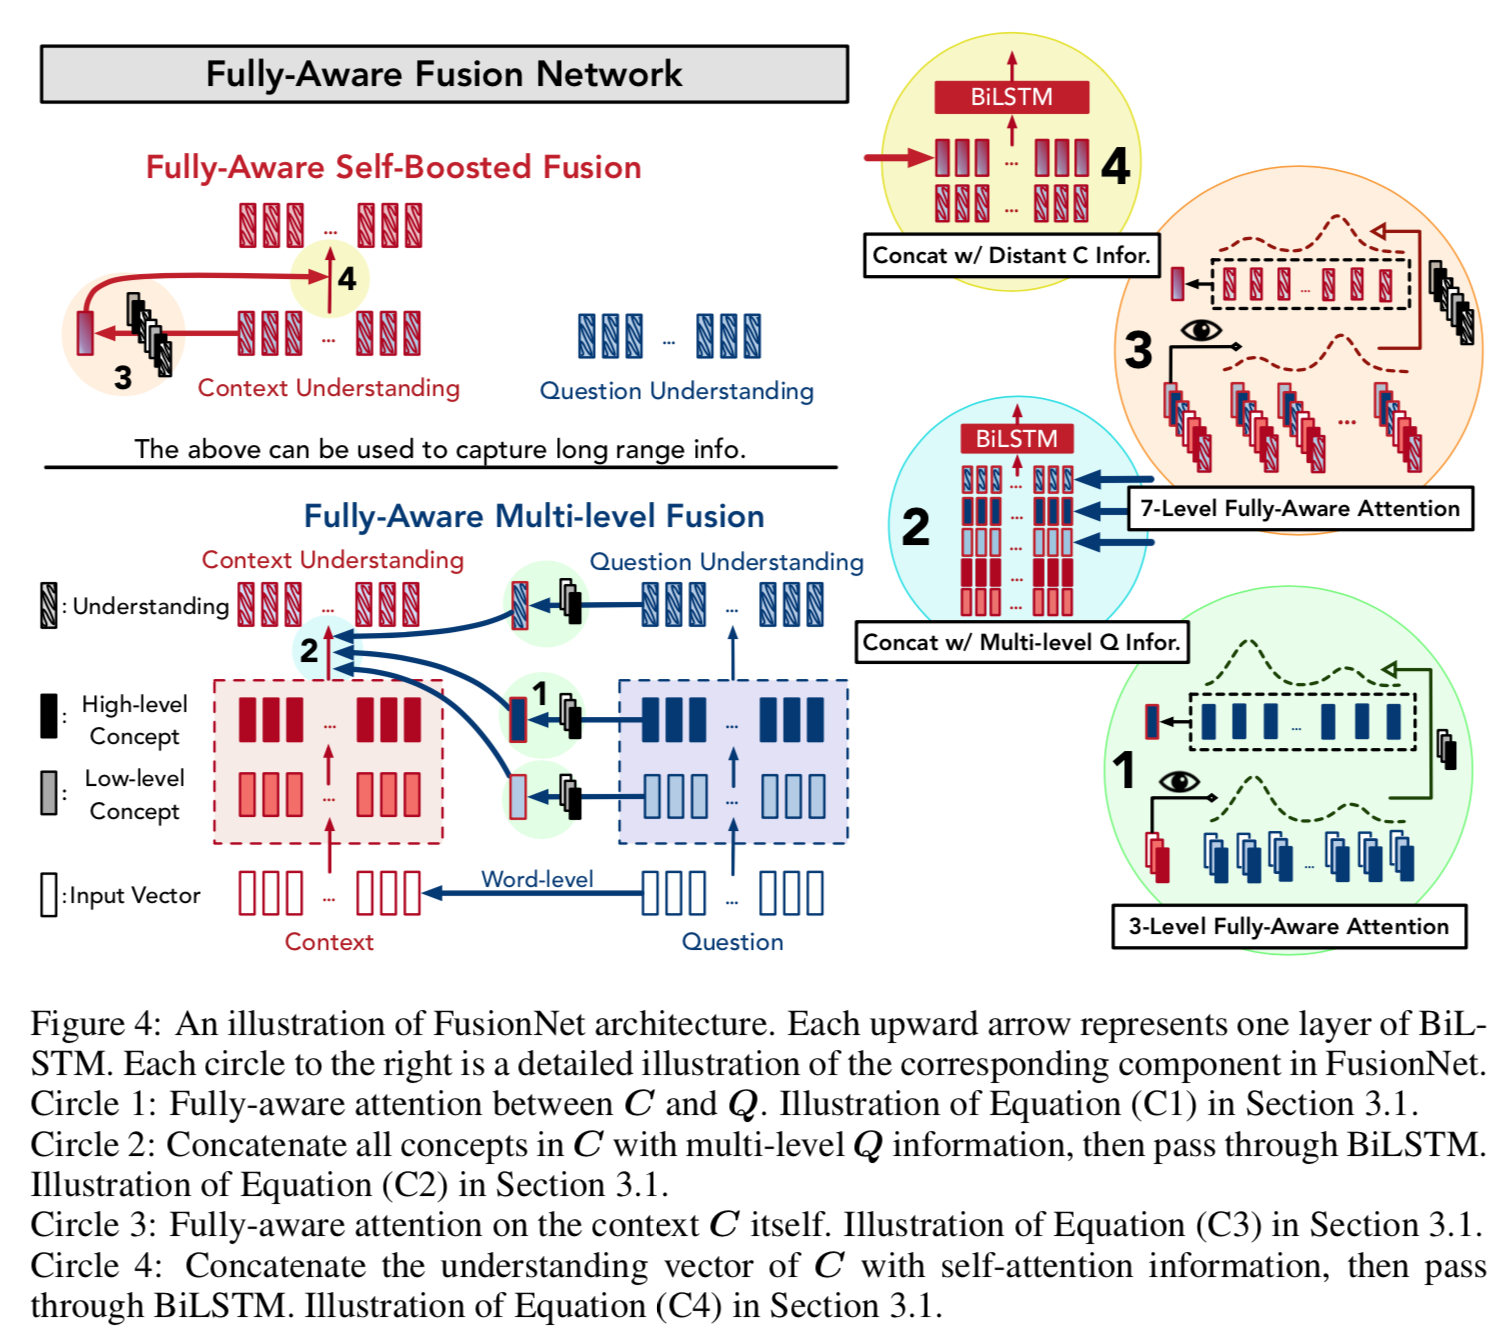 Fully-Aware Fusion Network
Fully-Aware Self-Boosted Fusion
...
4
...
...
3
Context Understanding
Question Understanding
The above can be used to capture long range info.
Fully-Aware Multi-level Fusion
Context Understanding
Question Understanding
: Understanding
...
...
2
: High-level
Concept
...
1
...
: Low-level
Concept
...
...
:Input Vector
...
Word-level
...
Context
Question
BiLSTM
...
4
...
Concat w/ Distant C Infor.
...
3
...
7-Level Fully-Aware Attention
BiLSTM
...
...
2
...
...
...
Concat w/ Multi-level Q Infor.
...
1
...
3-Level Fully-Aware Attention
Figure 4: An illustration of FusionNet architecture. Each upward arrow represents one layer of BiL-
STM. Each circle to the right is a detailed illustration of the corresponding component in FusionNet.
Circle 1: Fully-aware attention between C and Q. Illustration of Equation (C1) in Section 3.1.
Circle 2: Concatenate all concepts in C with multi-level Q information, then pass through BiLSTM.
Illustration of Equation (C2) in Section 3.1.
Circle 3: Fully-aware attention on the context C itself. Illustration of Equation (C3) in Section 3.1.
Circle 4: Concatenate the understanding vector of C with self-attention information, then pass
through BiLSTM. Illustration of Equation (C4) in Section 3.1.